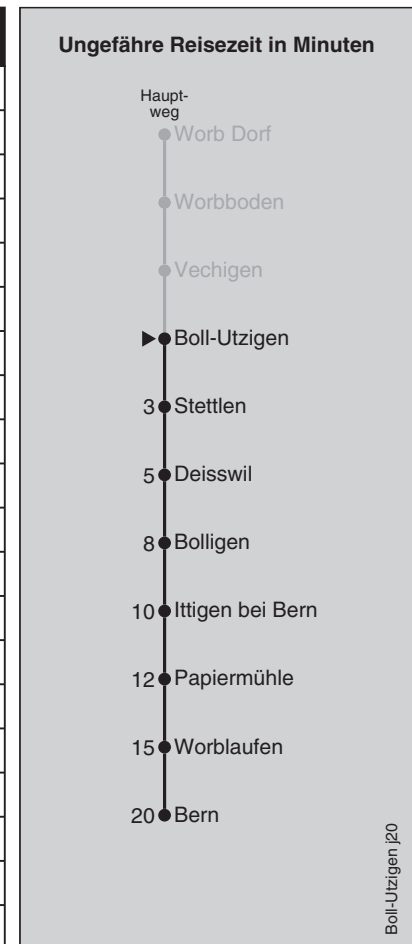 Ungefähre Reisezeit in Minuten
Haupt-
weg
Worb Dorf
Worbboden
Vechigen
Boll-Utzigen
3 Stettlen
5 Deisswil
8 Bolligen
10 Ittigen bei Bern
12 Papiermühle
15 Worblaufen
20 Bern
Boll-Utzigen j20